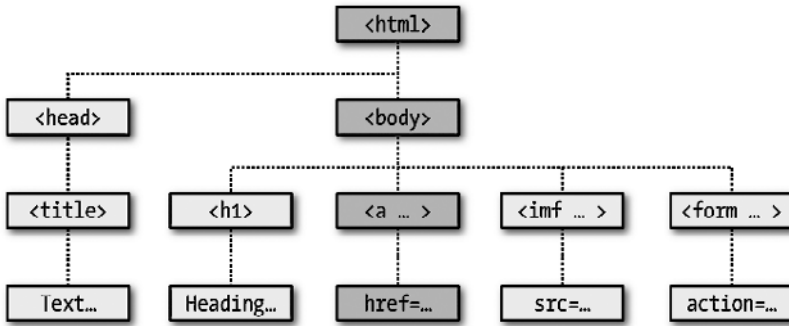 <html>
<head> <body>
<title> <h1> <a … > <imf … > <form … >
Text… Heading… href=… src=… action=…